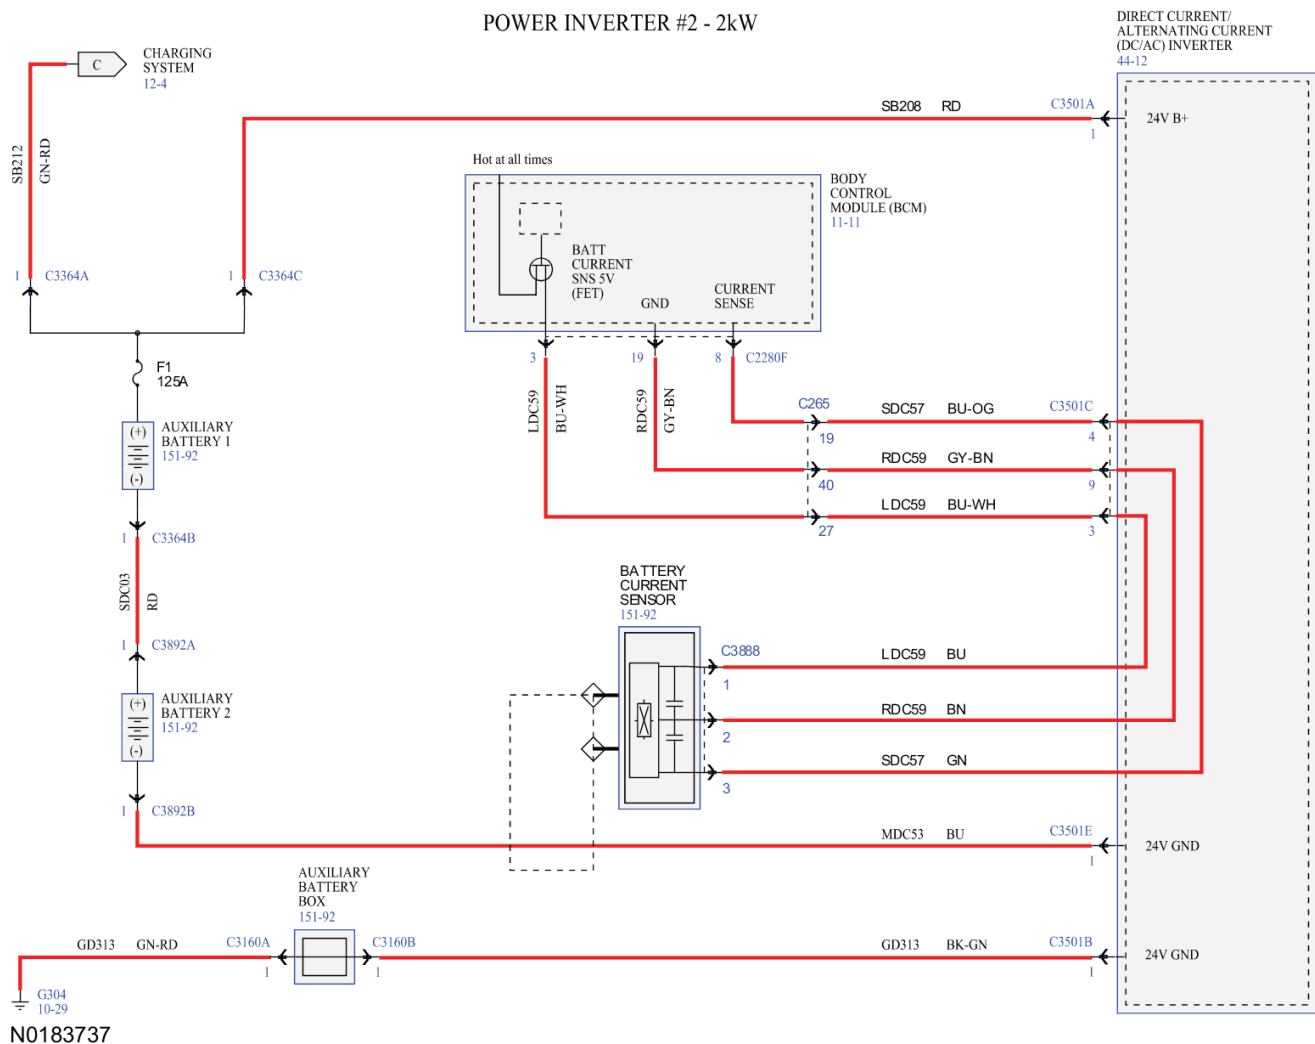 POWER INVERTER #2 - 2kW
DIRECT CURRENT/
ALTERNATING CURRENT
(DC/AC) INVERTER
44-12
C
CHARGING
SYSTEM
12-4
SB212
GN-RD
SB208 RD
C3501A
1
24V B+
Hot at all times
BODY
CONTROL
MODULE (BCM)
11-11
BATT
CURRENT
SNS 5V
(FET)
GND
CURRENT
SENSE
1 C3364A
1 C3364C
3
19
8 C2280F
F1
125A
LDC59
BU-WH
RDC59
GY-BN
C265
SDC57 BU-OG
C3501C
19
4
RDC59 GY-BN
40
9
LDC59 BU-WH
27
3
(+)
(-)
AUXILIARY
BATTERY 1
151-92
1 C3364B
SDC03
RD
1 C3892A
(+)
(-)
AUXILIARY
BATTERY 2
151-92
1 C3892B
BATTERY
CURRENT
SENSOR
151-92
C3888
LDC59 BU
1
RDC59 BN
2
SDC57 GN
3
MDC53 BU
C3501E
1
24V GND
AUXILIARY
BATTERY
BOX
151-92
GD313 GN-RD
C3160A
1
C3160B
1
GD313 BK-GN
C3501B
1
24V GND
G304
10-29
N0183737